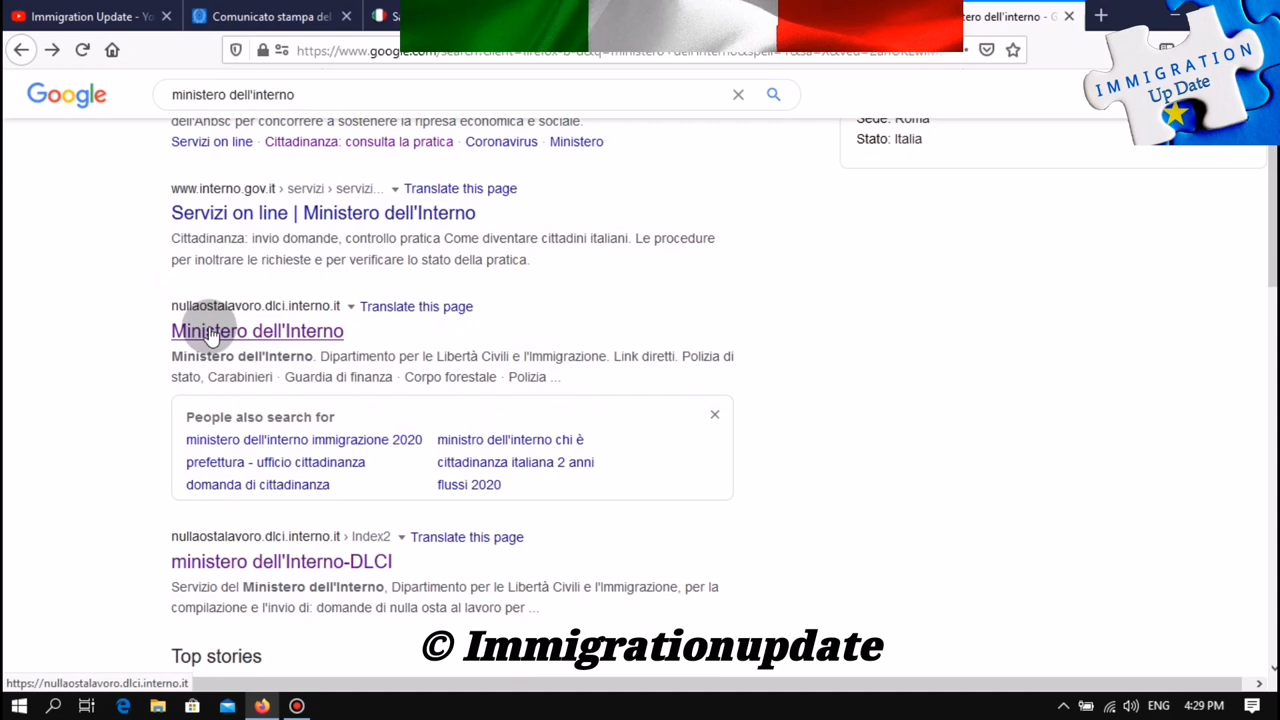 Immigration Update - Yo
Comunicato stampa del
Sa
tero dell'interno - G
https://www.google.com/search?client=firefox-b-d&q=ministero+dell'interno&spell=1&sa=X&ved=
IMMIGRATION
Up Date
Google
ministero dell'interno
dell'Anbsc per concorrere a sostenere la ripresa economica e sociale.
Servizi on line · Cittadinanza: consulta la pratica · Coronavirus · Ministero
Sede: Roma
Stato: Italia
www.interno.gov.it › servizi › servizi... Translate this page
Servizi on line | Ministero dell'Interno
Cittadinanza: invio domande, controllo pratica Come diventare cittadini italiani. Le procedure
per inoltrare le richieste e per verificare lo stato della pratica.
nullaostalavoro.dlci.interno.it Translate this page
Ministero dell'Interno
Ministero dell'Interno. Dipartimento per le Libertà Civili e l'Immigrazione. Link diretti. Polizia di
stato, Carabinieri · Guardia di finanza · Corpo forestale · Polizia ...
People also search for
ministero dell'interno immigrazione 2020 ministro dell'interno chi è
prefettura - ufficio cittadinanza cittadinanza italiana 2 anni
domanda di cittadinanza flussi 2020
nullaostalavoro.dlci.interno.it › Index2 Translate this page
ministero dell'Interno-DLCI
Servizio del Ministero dell'Interno, Dipartimento per le Libertà Civili e l'Immigrazione, per la
compilazione e l'invio di: domande di nulla osta al lavoro per ...
Top stories
© Immigrationupdate
https://nullaostalavoro.dlci.interno.it
ENG 4:29 PM